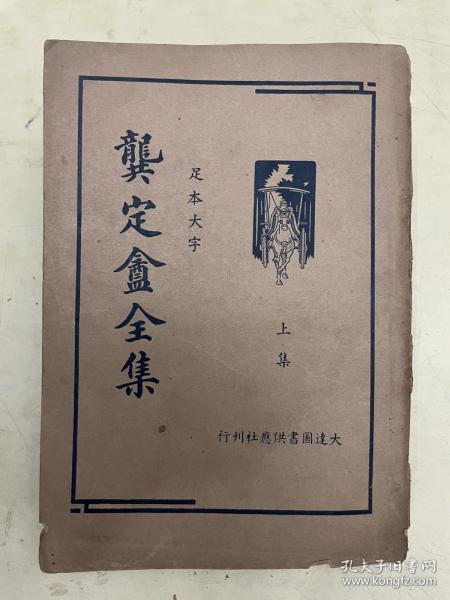 龔定盦全集
足本大字
上集
大達圖書供應社刊行
孔夫子旧书网
www.kongfz.com